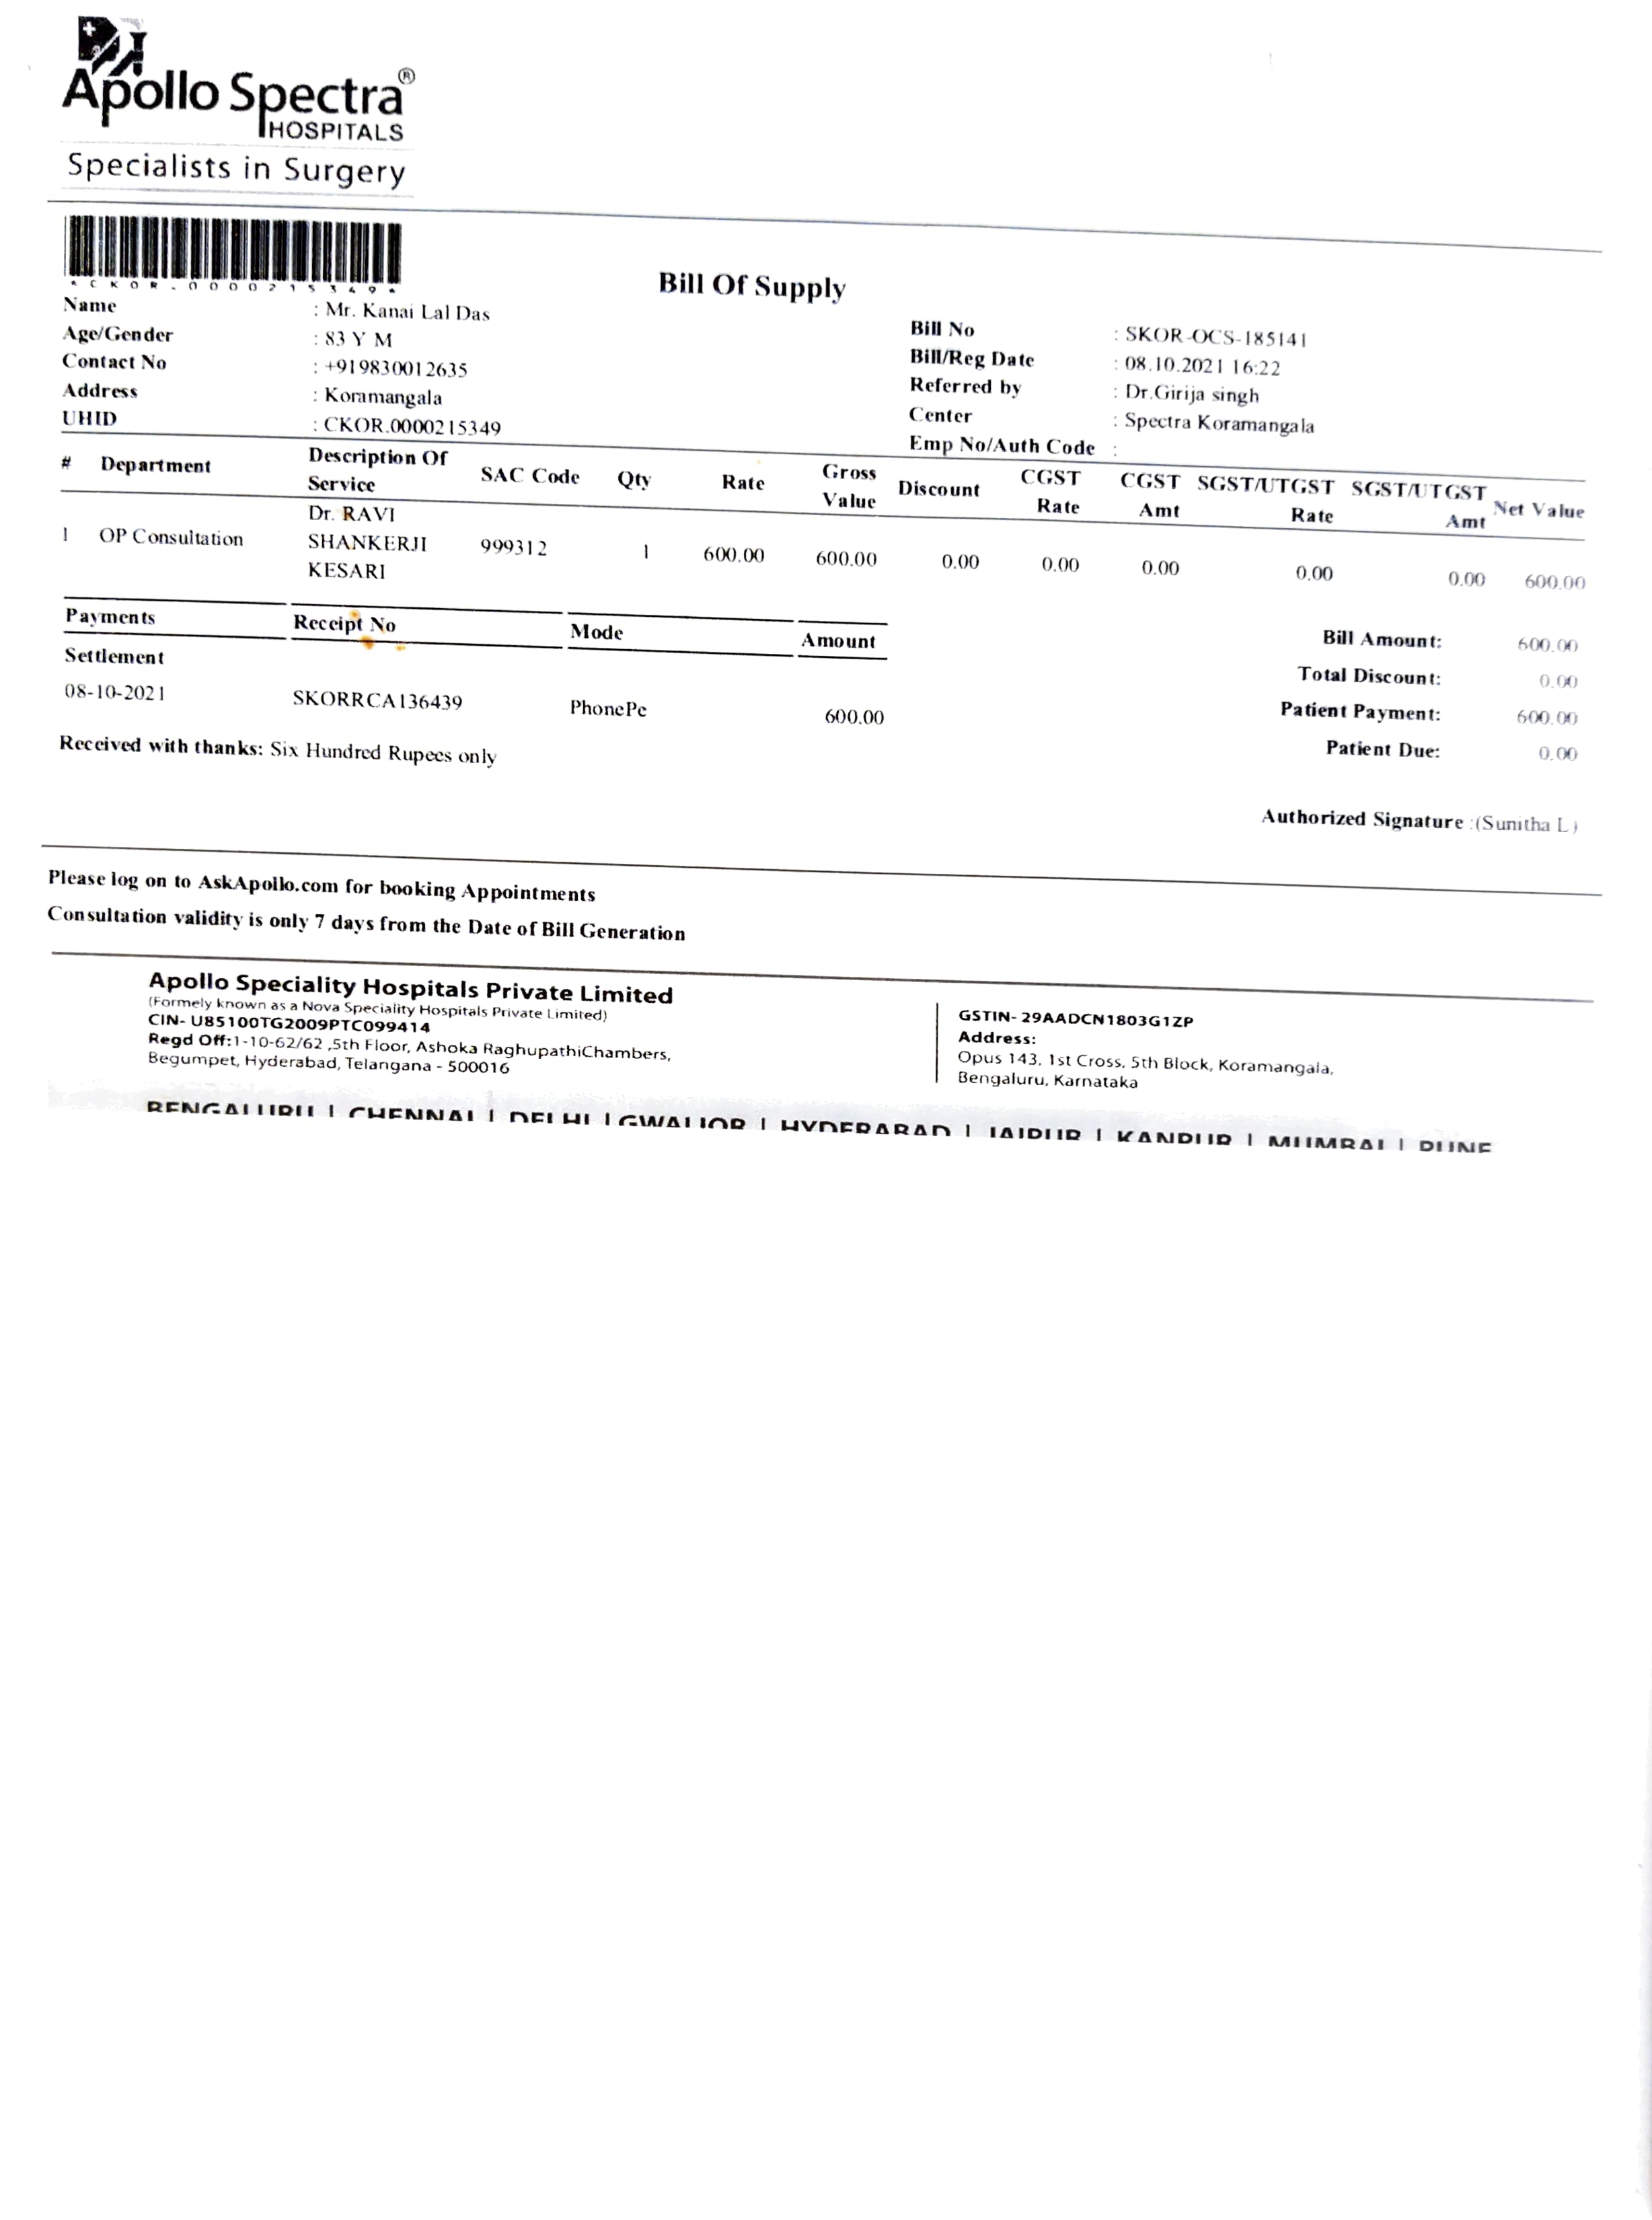 Apollo Spectra®
HOSPITALS
Specialists in Surgery
*CKOR.0000215349*
Bill Of Supply
Name : Mr. Kanai Lal Das
Age/Gender : 83 Y M
Contact No : +919830012635
Address : Koramangala
UHID : CKOR.0000215349
Bill No : SKOR-OCS-185141
Bill/Reg Date : 08.10.2021 16:22
Referred by : Dr.Girija singh
Center : Spectra Koramangala
Emp No/Auth Code :
# Department Description Of Service SAC Code Qty Rate Gross Value Discount CGST Rate CGST Amt SGST/UTGST Rate SGST/UTGST Amt Net Value
1 OP Consultation Dr. RAVI SHANKERJI KESARI 999312 1 600.00 600.00 0.00 0.00 0.00 0.00 0.00 600.00
Payments Receipt No Mode Amount
Settlement
08-10-2021 SKORRCA136439 PhonePe 600.00
Received with thanks: Six Hundred Rupees only
Bill Amount: 600.00
Total Discount: 0.00
Patient Payment: 600.00
Patient Due: 0.00
Authorized Signature :(Sunitha L)
Please log on to AskApollo.com for booking Appointments
Consultation validity is only 7 days from the Date of Bill Generation
Apollo Speciality Hospitals Private Limited
(Formely known as a Nova Speciality Hospitals Private Limited)
CIN- U85100TG2009PTC099414
Regd Off:1-10-62/62 ,5th Floor, Ashoka RaghupathiChambers,
Begumpet, Hyderabad, Telangana - 500016
GSTIN- 29AADCN1803G1ZP
Address:
Opus 143, 1st Cross, 5th Block, Koramangala,
Bengaluru, Karnataka
BENGALURU | CHENNAI | DELHI | GWALIOR | HYDERABAD | JAIPUR | KANPUR | MUMBAI | PUNE